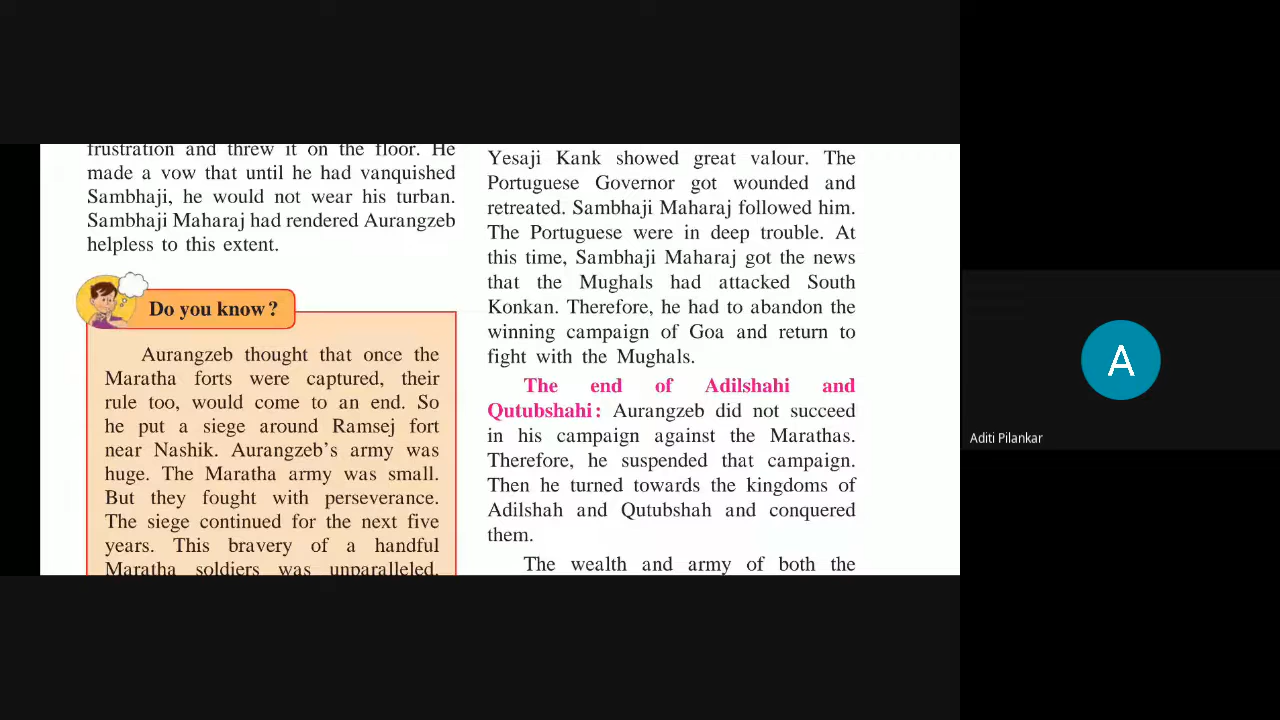 frustration and threw it on the floor. He
made a vow that until he had vanquished
Sambhaji, he would not wear his turban.
Sambhaji Maharaj had rendered Aurangzeb
helpless to this extent.
Do you know?
Aurangzeb thought that once the
Maratha forts were captured, their
rule too, would come to an end. So
he put a siege around Ramsej fort
near Nashik. Aurangzeb's army was
huge. The Maratha army was small.
But they fought with perseverance.
The siege continued for the next five
years. This bravery of a handful
Maratha soldiers was unparalleled.
Yesaji Kank showed great valour. The
Portuguese Governor got wounded and
retreated. Sambhaji Maharaj followed him.
The Portuguese were in deep trouble. At
this time, Sambhaji Maharaj got the news
that the Mughals had attacked South
Konkan. Therefore, he had to abandon the
winning campaign of Goa and return to
fight with the Mughals.
The end of Adilshahi and
Qutubshahi : Aurangzeb did not succeed
in his campaign against the Marathas.
Therefore, he suspended that campaign.
Then he turned towards the kingdoms of
Adilshah and Qutubshah and conquered
them.
The wealth and army of both the
A
Aditi Pilankar